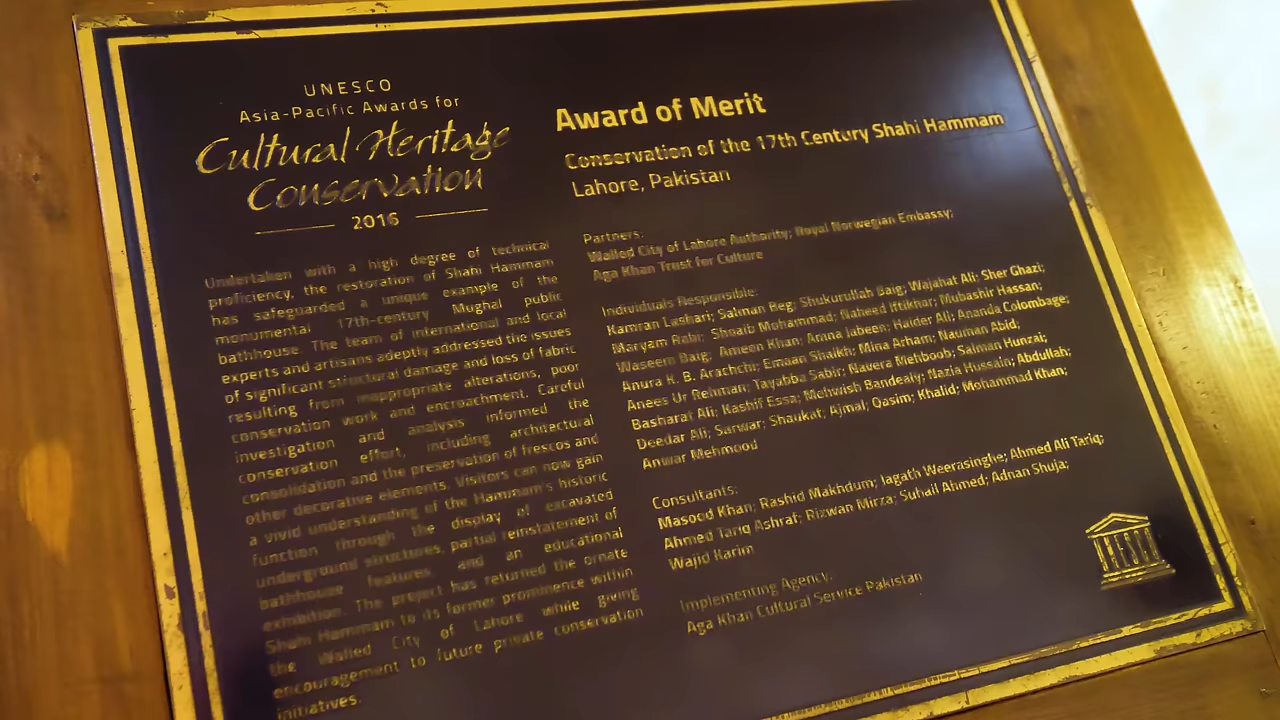 UNESCO
Asia-Pacific Awards for
Cultural Heritage
Conservation
2016
Undertaken with a high degree of technical
proficiency, the restoration of Shahi Hammam
has safeguarded a unique example of the
monumental 17th-century Mughal public
bathhouse. The team of international and local
experts and artisans adeptly addressed the issues
of significant structural damage and loss of fabric
resulting from inappropriate alterations, poor
conservation work and encroachment. Careful
investigation and analysis informed the
conservation effort, including architectural
consolidation and the preservation of frescos and
other decorative elements. Visitors can now gain
a vivid understanding of the Hammam's historic
function through the display of excavated
underground structures, partial reinstatement of
bathhouse features and an educational
exhibition. The project has returned the ornate
Shahi Hammam to its former prominence within
the Walled City of Lahore while giving
encouragement to future private conservation
initiatives.
Award of Merit
Conservation of the 17th Century Shahi Hammam
Lahore, Pakistan
Partners:
Walled City of Lahore Authority; Royal Norwegian Embassy;
Aga Khan Trust for Culture
Individuals Responsible:
Kamran Lashari; Salman Beg; Shukurullah Baig; Wajahat Ali; Sher Ghazi;
Maryam Rabi; Shoaib Mohammad; Naheed Iftikhar; Mubashir Hassan;
Waseem Baig; Ameen Khan; Amna Jabeen; Haider Ali; Ananda Colombage;
Anura H. B. Arachchi; Emaan Shaikh; Mina Arham; Nauman Abid;
Anees Ur Rehman; Tayabba Sabir; Navera Mehboob; Salman Hunzai;
Basharat Ali; Kashif Essa; Mehwish Bandealy; Nazia Hussain; Abdullah;
Deedar Ali; Sarwar; Shaukat; Ajmal; Qasim; Khalid; Mohammad Khan;
Anwar Mehmood
Consultants:
Masood Khan; Rashid Makhdum; Jagath Weerasinghe; Ahmed Ali Tariq;
Ahmed Tariq Ashraf; Rizwan Mirza; Suhail Ahmed; Adnan Shuja;
Wajid Karim
Implementing Agency:
Aga Khan Cultural Service Pakistan